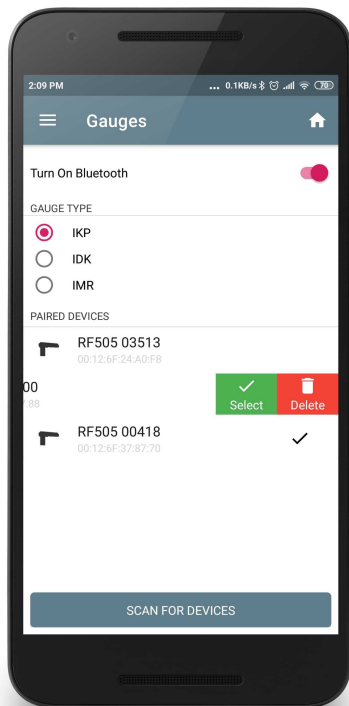 2:09 PM ... 0.1KB/s 70
Gauges
Turn On Bluetooth
GAUGE TYPE
IKP
IDK
IMR
PAIRED DEVICES
RF505 03513
00:12:6F:24:A0:F8
00
:88
Select Delete
RF505 00418
00:12:6F:37:87:70
SCAN FOR DEVICES